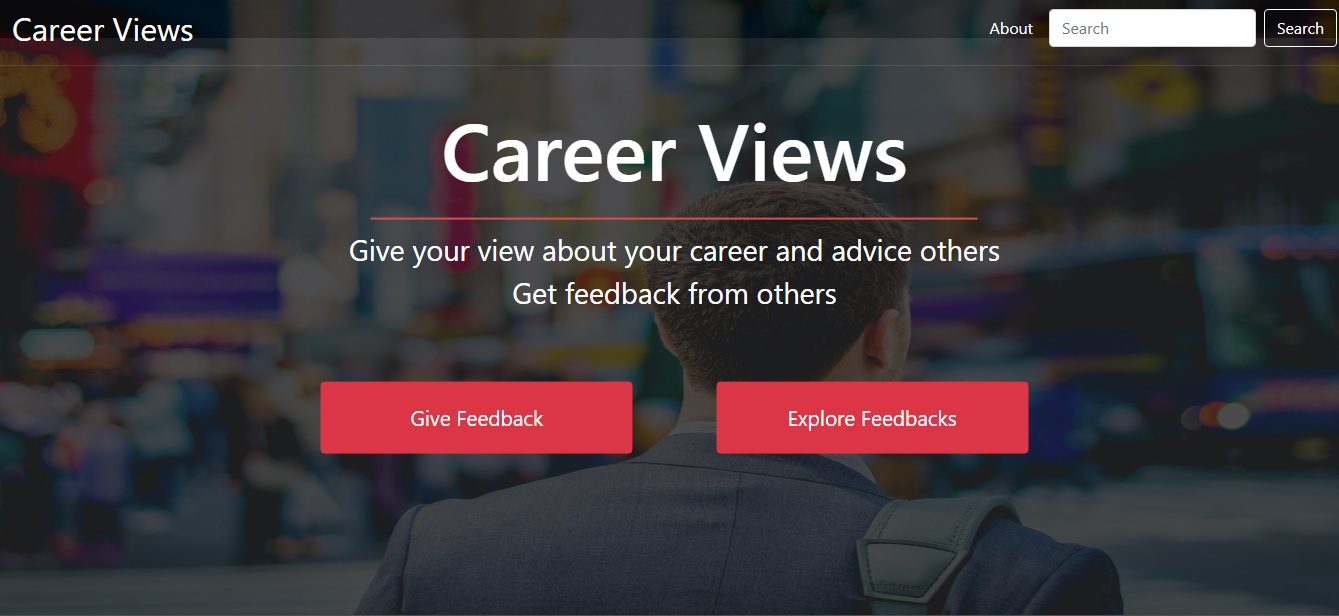 Career Views
About
Search
Search
Career Views
Give your view about your career and advice others
Get feedback from others
Give Feedback
Explore Feedbacks